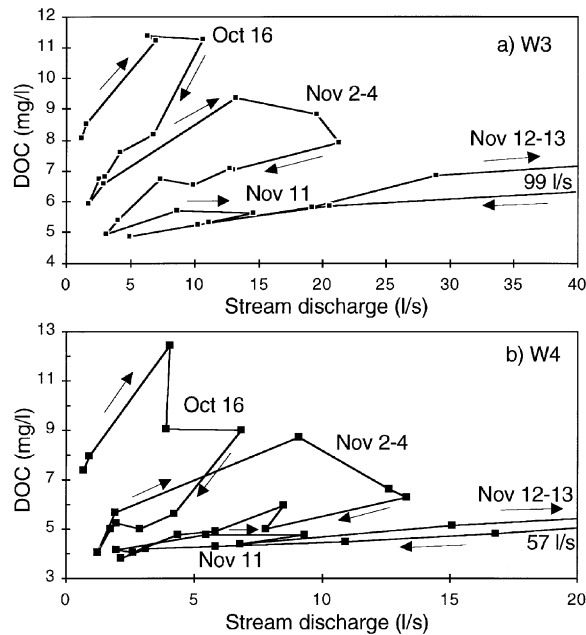 12
11
10
9
8
7
6
5
4
DOC (mg/l)
Oct 16
a) W3
Nov 2-4
Nov 12-13
Nov 11
99 l/s
0 5 10 15 20 25 30 35 40
Stream discharge (l/s)
13
11
9
7
5
3
DOC (mg/l)
b) W4
Oct 16
Nov 2-4
Nov 12-13
57 l/s
Nov 11
0 5 10 15 20
Stream discharge (l/s)